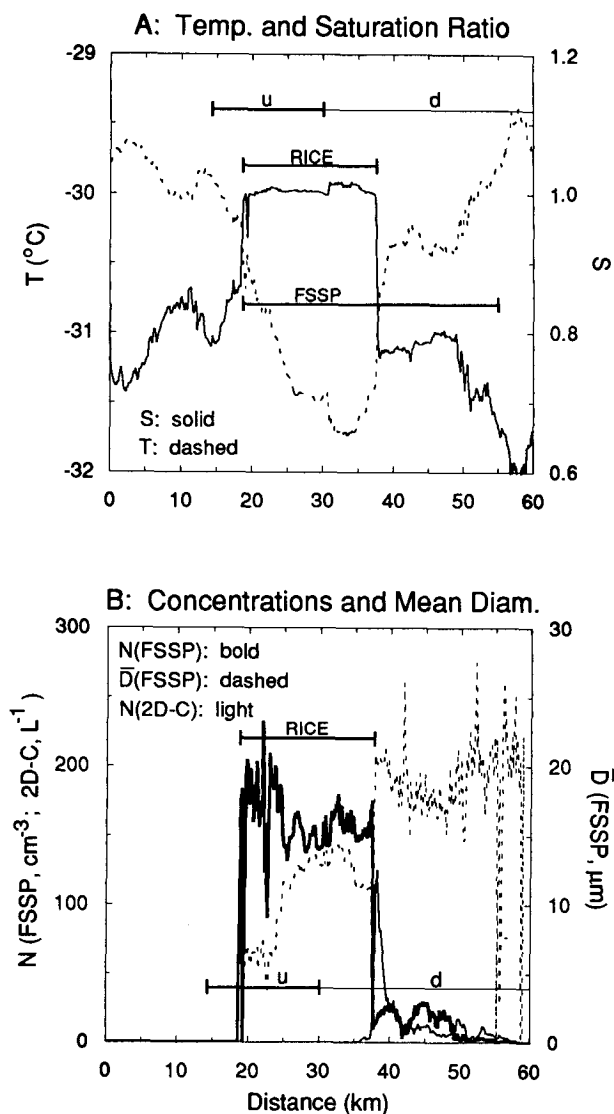 A: Temp. and Saturation Ratio
-29
-30
-31
-32
T (°C)
1.2
1.0
0.8
0.6
S
u
d
RICE
FSSP
S: solid
T: dashed
0 10 20 30 40 50 60
B: Concentrations and Mean Diam.
300
200
100
0
N (FSSP, cm⁻³; 2D-C, L⁻¹)
30
20
10
0
D̅ (FSSP, μm)
N(FSSP): bold
D̅(FSSP): dashed
N(2D-C): light
RICE
u
d
0 10 20 30 40 50 60
Distance (km)